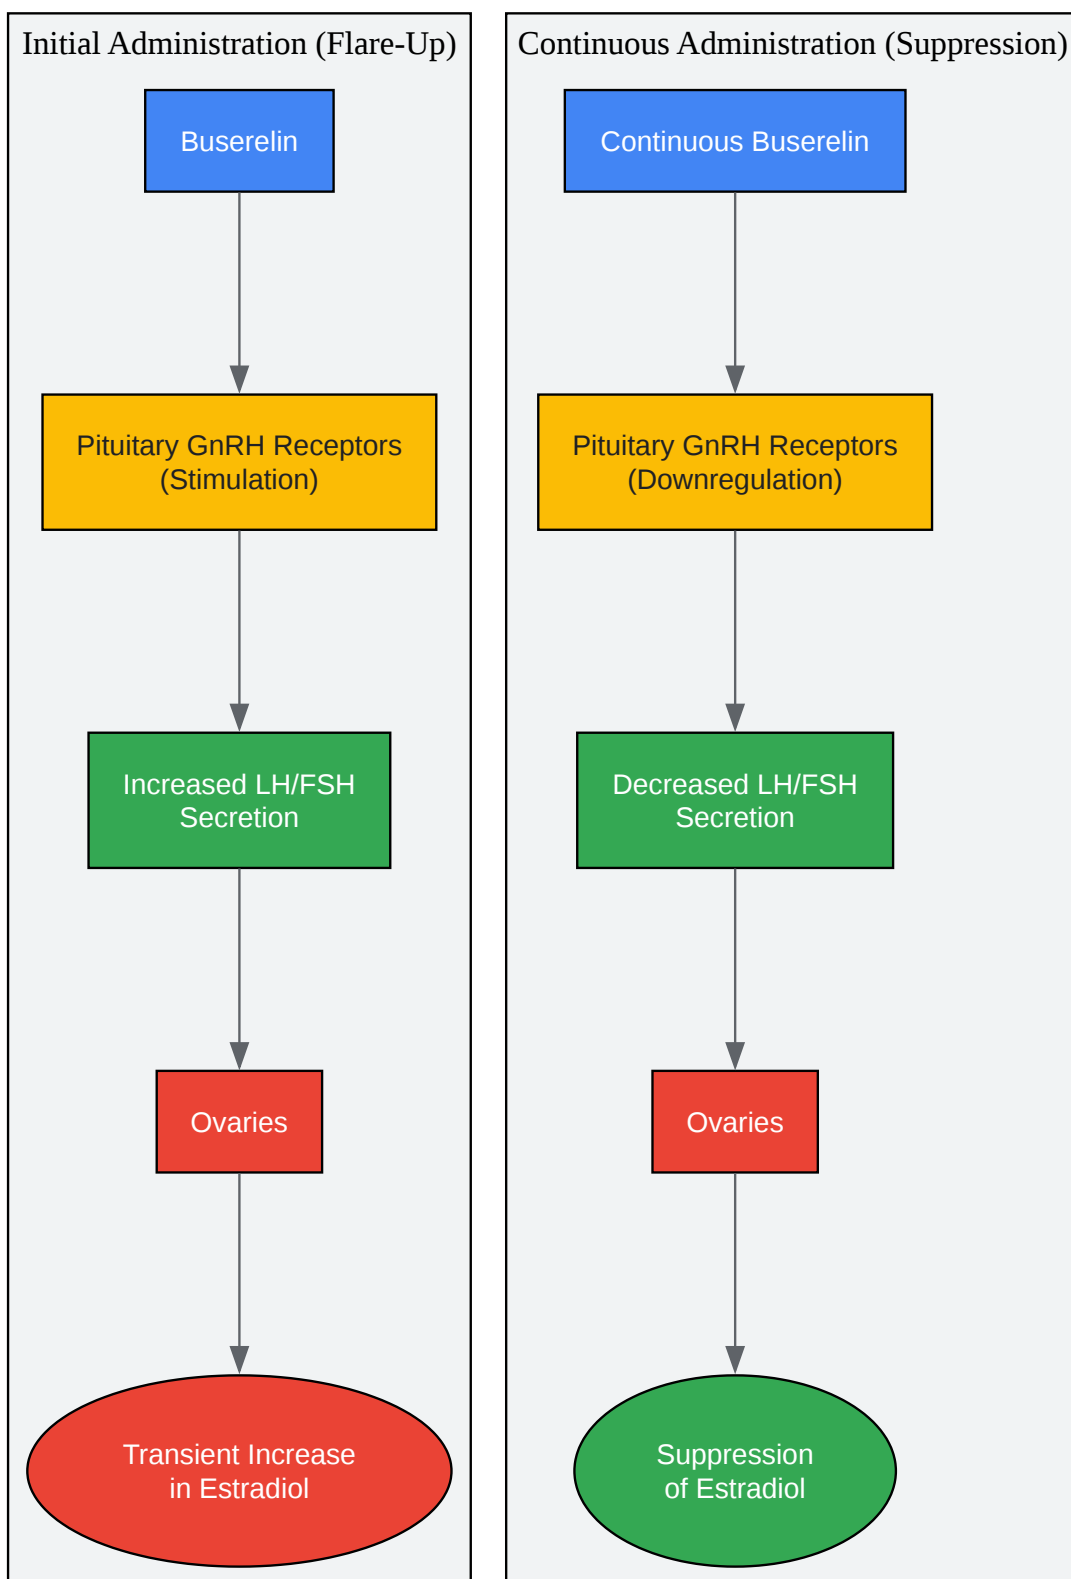 Initial Administration (Flare-Up)
Buserelin
Pituitary GnRH Receptors
(Stimulation)
Increased LH/FSH
Secretion
Ovaries
Transient Increase
in Estradiol
Continuous Administration (Suppression)
Continuous Buserelin
Pituitary GnRH Receptors
(Downregulation)
Decreased LH/FSH
Secretion
Ovaries
Suppression
of Estradiol